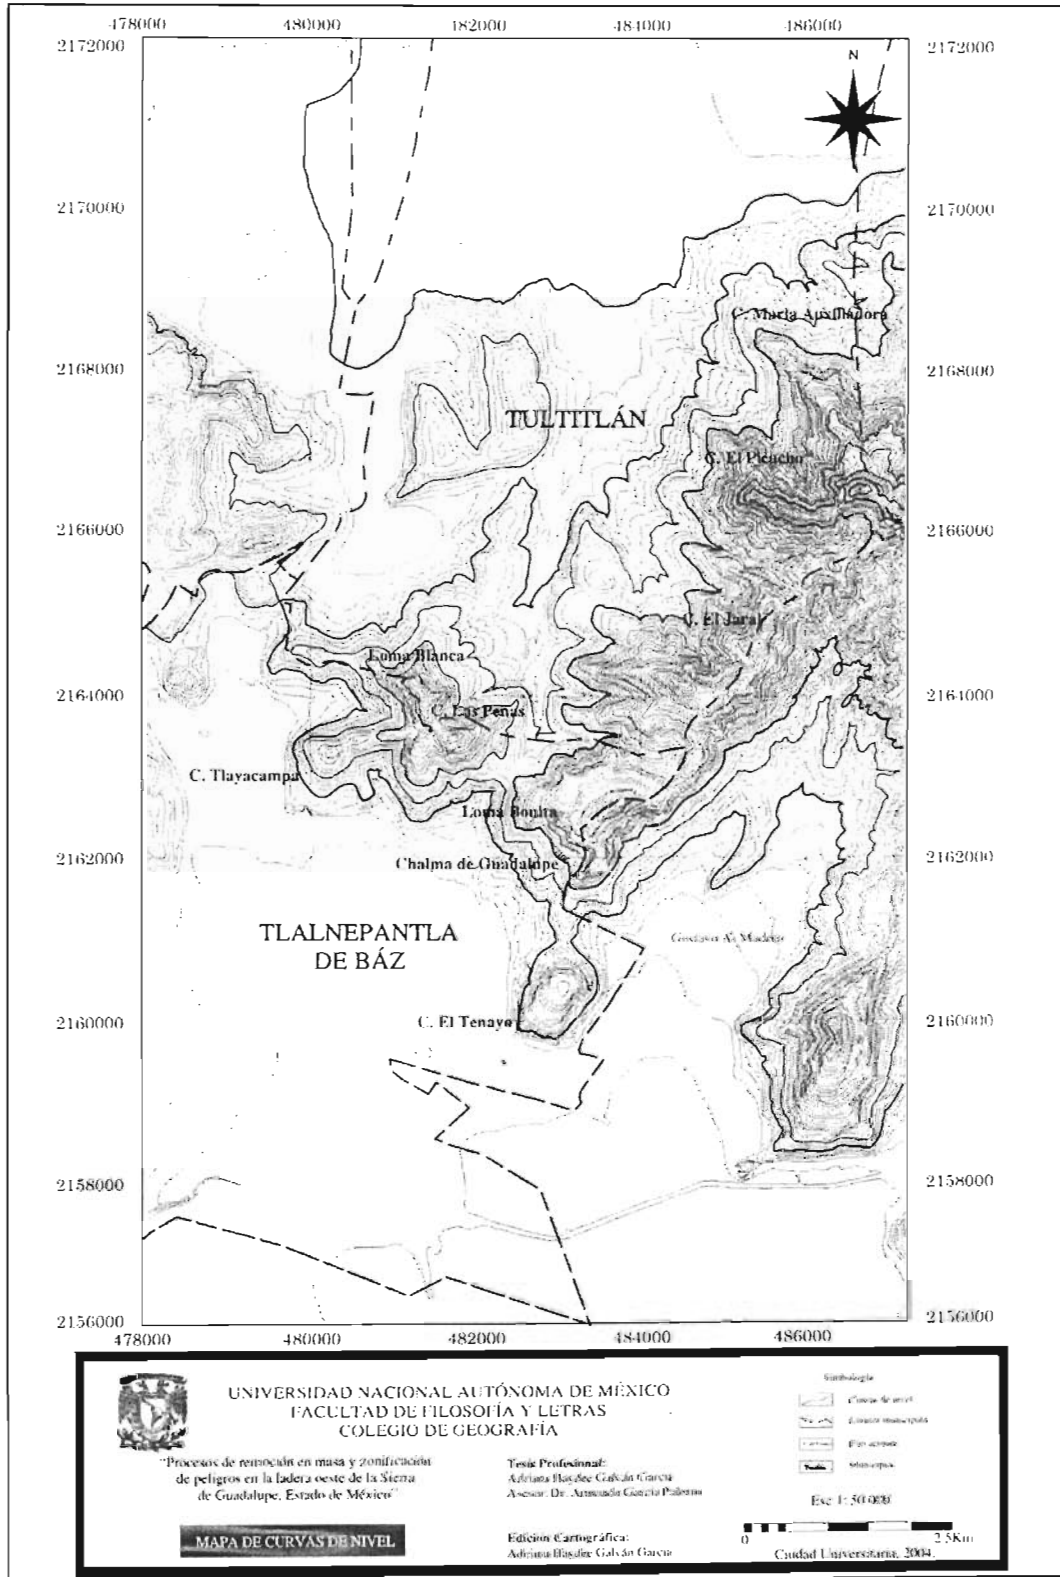 478000 480000 482000 484000 486000
2172000 2172000
N
2170000 2170000
C. Maria Auxiliadora
2168000 2168000
TULTITLÁN
C. El Picacho
2166000 2166000
C. El Jaral
Loma Blanca
2164000 2164000
C. Las Peñas
C. Tlayacampa
Loma Bonita
2162000 2162000
Chalma de Guadalupe
TLALNEPANTLA
DE BÁZ
Gustavo A. Madero
2160000 2160000
C. El Tenayo
2158000 2158000
2156000 2156000
478000 480000 482000 484000 486000
UNIVERSIDAD NACIONAL AUTÓNOMA DE MÉXICO
FACULTAD DE FILOSOFÍA Y LETRAS
COLEGIO DE GEOGRAFÍA
"Procesos de remoción en masa y zonificación
de peligros en la ladera oeste de la Sierra
de Guadalupe, Estado de México"
MAPA DE CURVAS DE NIVEL
Tesis Profesional:
Adriana Haydee Galván García
Asesor: Dr. Armando García Palomo
Edición Cartográfica:
Adriana Haydee Galván García
Simbología
Curvas de nivel
Límite municipal
Municipios
Esc 1: 50 000
0 2.5Km
Ciudad Universitaria, 2004.